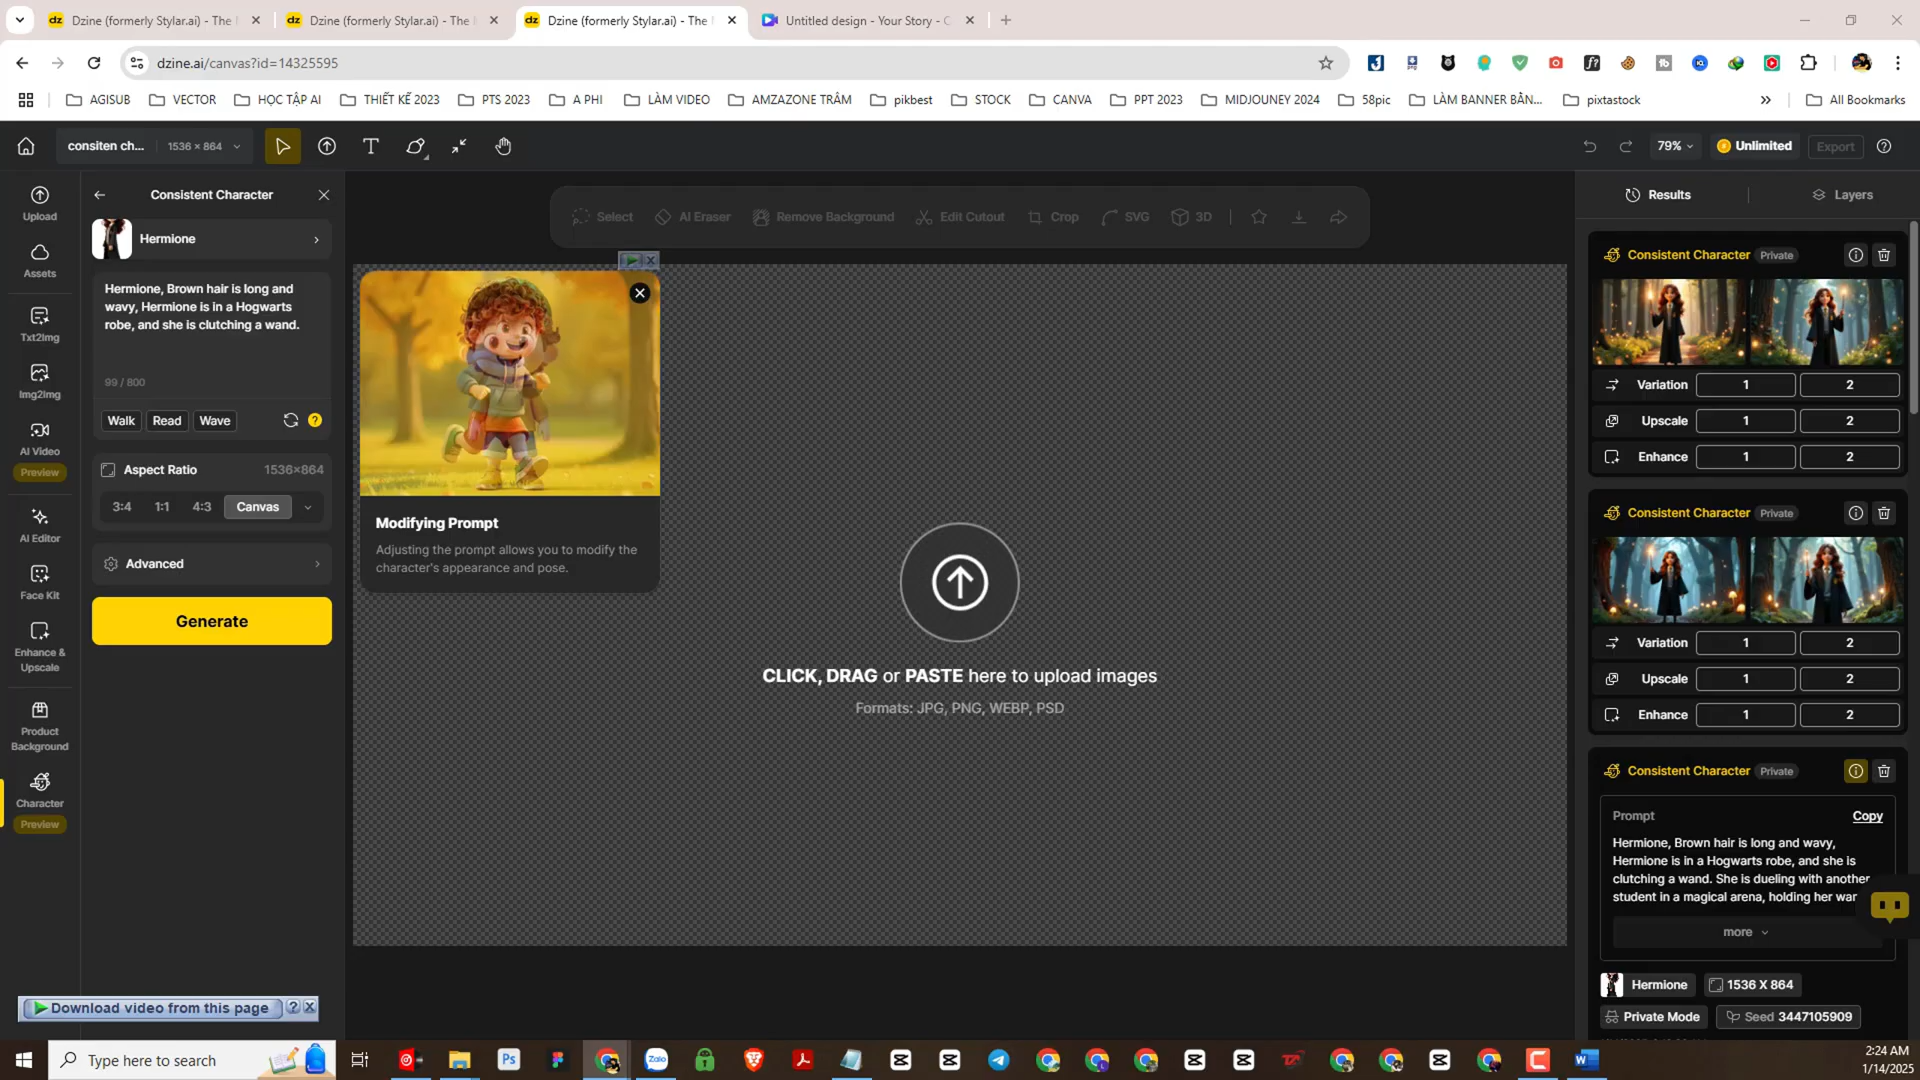 Dzine (formerly Stylar.ai) - The
Dzine (formerly Stylar.ai) - The
Dzine (formerly Stylar.ai) - The
Untitled design - Your Story - C
dzine.ai/canvas?id=14325595
AGISUB
VECTOR
HỌC TẬP AI
THIẾT KẾ 2023
PTS 2023
A PHI
LÀM VIDEO
AMZAZONE TRÂM
pikbest
STOCK
CANVA
PPT 2023
MIDJOUNEY 2024
58pic
LÀM BANNER BẰN...
pixtastock
All Bookmarks
consiten ch...
1536 × 864
79%
Unlimited
Export
Upload
Assets
Txt2Img
Img2Img
AI Video
Preview
AI Editor
Face Kit
Enhance &
Upscale
Product
Background
Character
Preview
Consistent Character
Hermione
Hermione, Brown hair is long and
wavy, Hermione is in a Hogwarts
robe, and she is clutching a wand.
99 / 800
Walk
Read
Wave
Aspect Ratio
1536×864
3:4
1:1
4:3
Canvas
Advanced
Generate
Download video from this page
Select
AI Eraser
Remove Background
Edit Cutout
Crop
SVG
3D
Modifying Prompt
Adjusting the prompt allows you to modify the
character's appearance and pose.
CLICK, DRAG or PASTE here to upload images
Formats: JPG, PNG, WEBP, PSD
Results
Layers
Consistent Character
Private
Variation
1
2
Upscale
1
2
Enhance
1
2
Consistent Character
Private
Variation
1
2
Upscale
1
2
Enhance
1
2
Consistent Character
Private
Prompt
Copy
Hermione, Brown hair is long and wavy,
Hermione is in a Hogwarts robe, and she is
clutching a wand. She is dueling with another
student in a magical arena, holding her wan
more
Hermione
1536 X 864
Private Mode
Seed 3447105909
Type here to search
Ps
Zalo
2:24 AM
1/14/2025